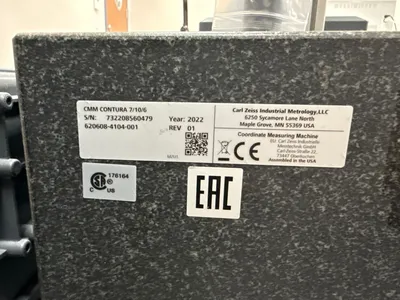 CMM CONTURA 7/10/6
S/N: 732208560479
Year: 2022
620608-4104-001
REV 01
Carl Zeiss Industrial Metrology, LLC
6250 Sycamore Lane North
Maple Grove, MN 55369 USA
Coordinate Measuring Machine
EU: Carl Zeiss Industrielle
Messtechnik GmbH
Carl-Zeiss-Straße 22,
73447 Oberkochen
Assembled in the USA
CE
176164
C US
EAC